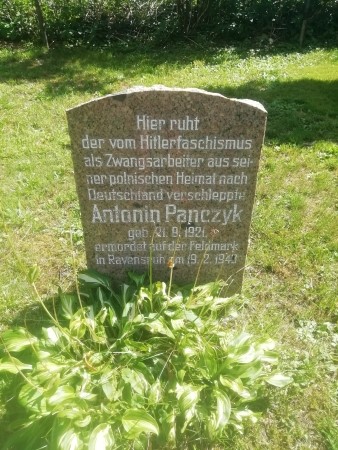 Hier ruht
der vom Hitlerfaschismus
als Zwangsarbeiter aus sei-
ner polnischen Heimat nach
Deutschland verschleppte
Antonin Panczyk
geb. 21. 9. 1921,
ermordet auf der Feldmark
in Ravensroh am 19. 2. 1943